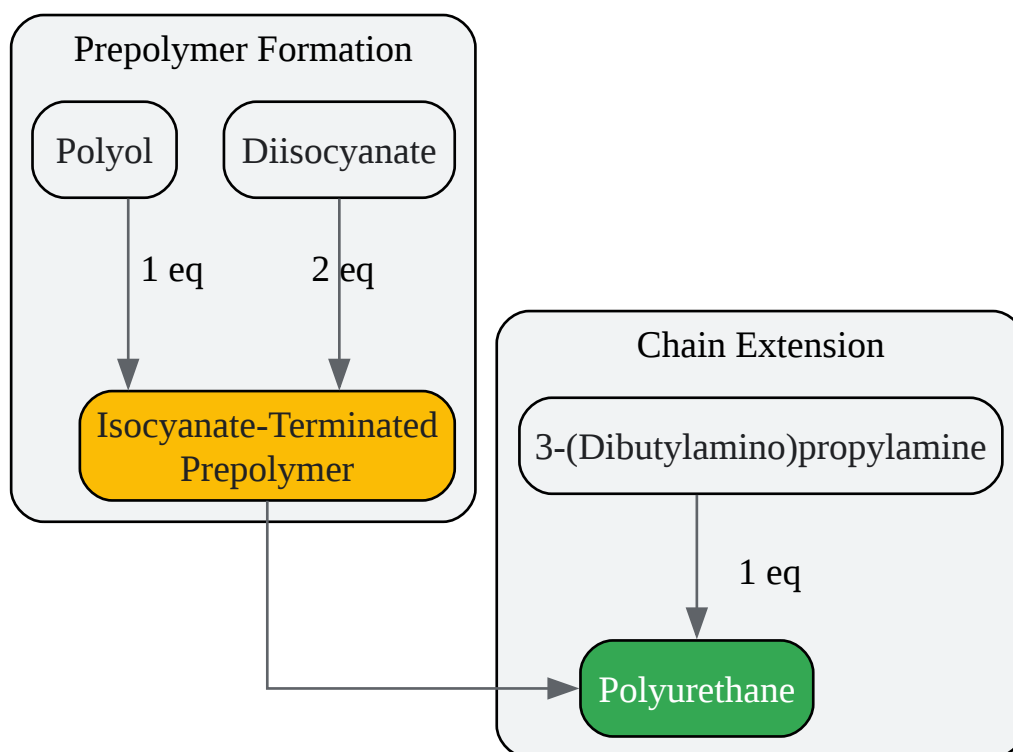 Prepolymer Formation
Polyol
Diisocyanate
1 eq
2 eq
Isocyanate-Terminated
Prepolymer
Chain Extension
3-(Dibutylamino)propylamine
1 eq
Polyurethane